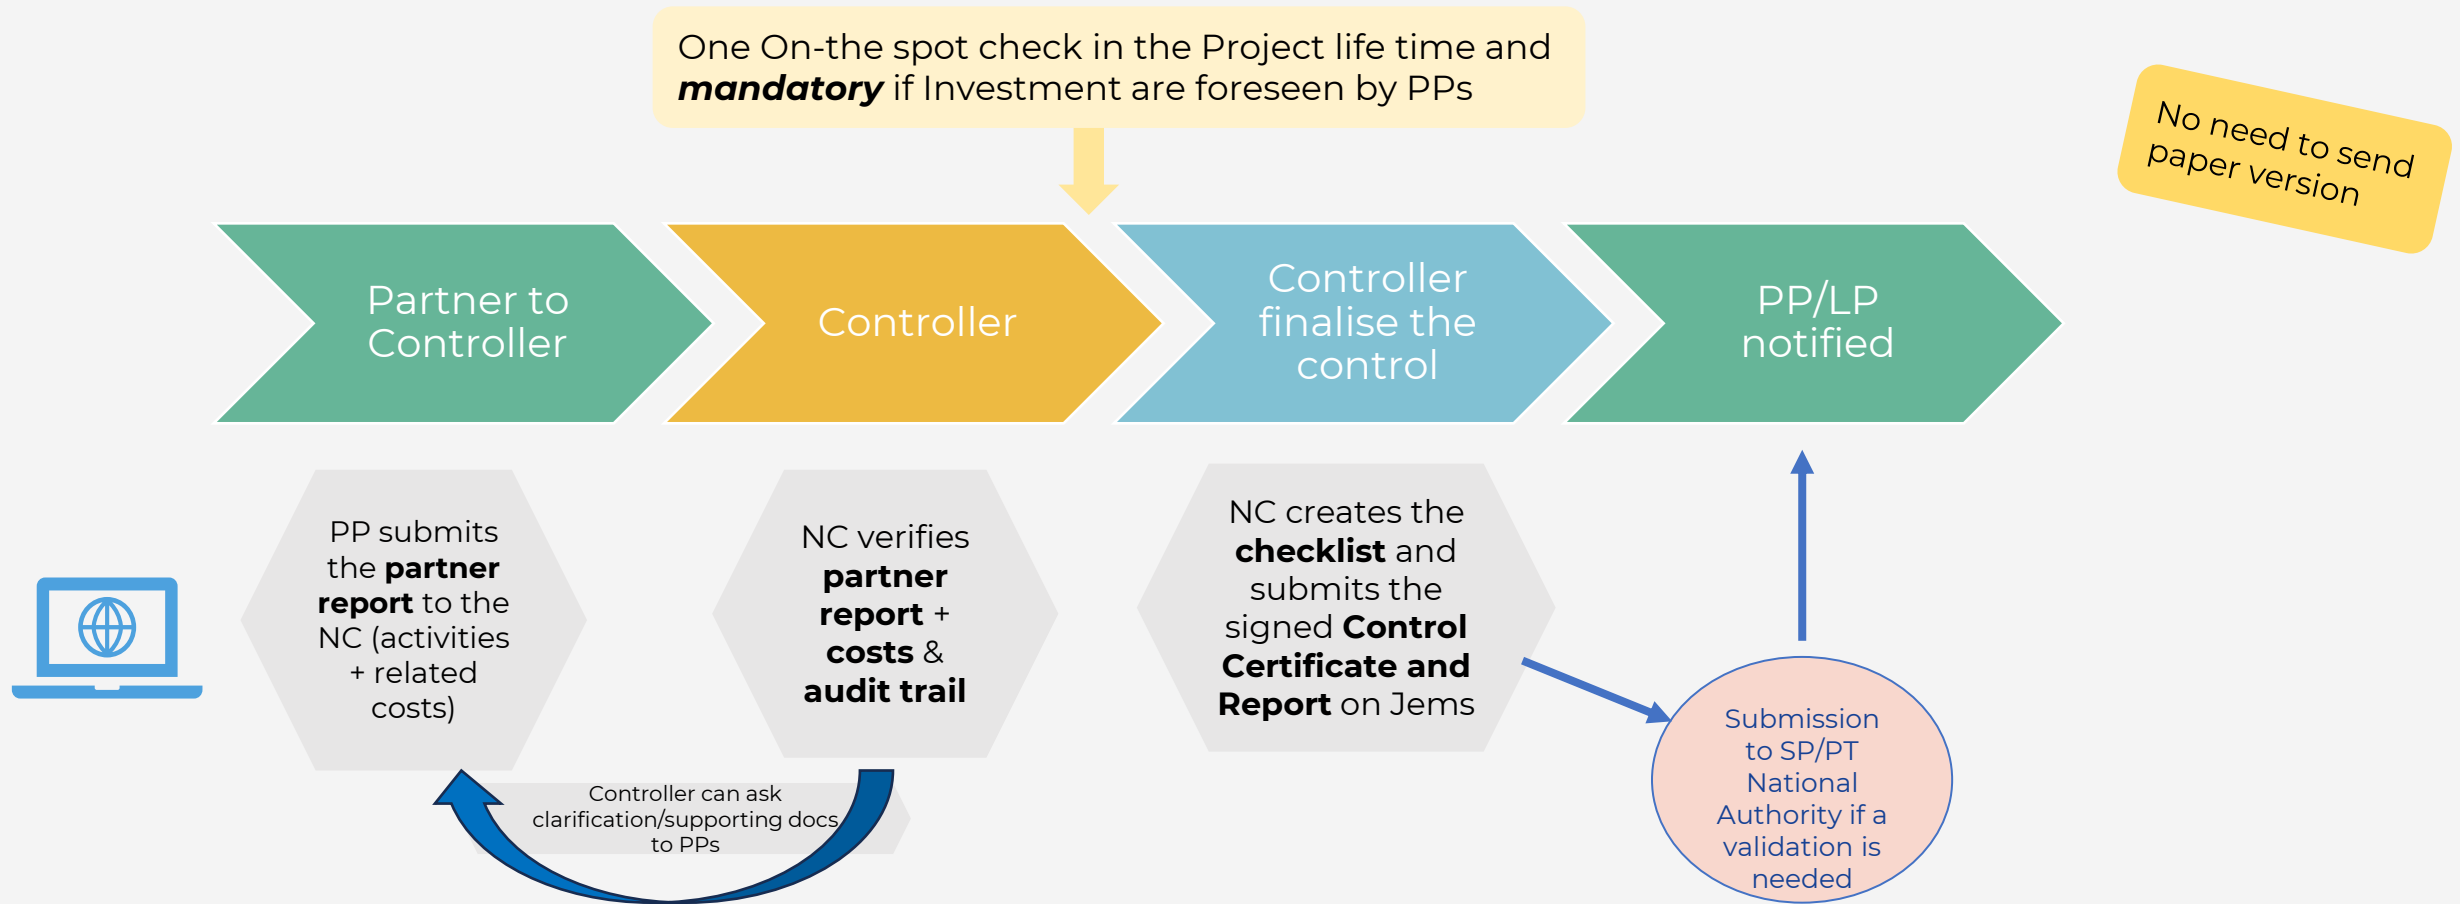 One On-the spot check in the Project life time and
mandatory if Investment are foreseen by PPs
No need to send
paper version
Partner to
Controller
Controller
Controller
finalise the
control
PP/LP
notified
PP submits
the partner
report to the
NC (activities
+ related
costs)
NC verifies
partner
report +
costs &
audit trail
NC creates the
checklist and
submits the
signed Control
Certificate and
Report on Jems
Controller can ask
clarification/supporting docs
to PPs
Submission
to SP/PT
National
Authority if a
validation is
needed